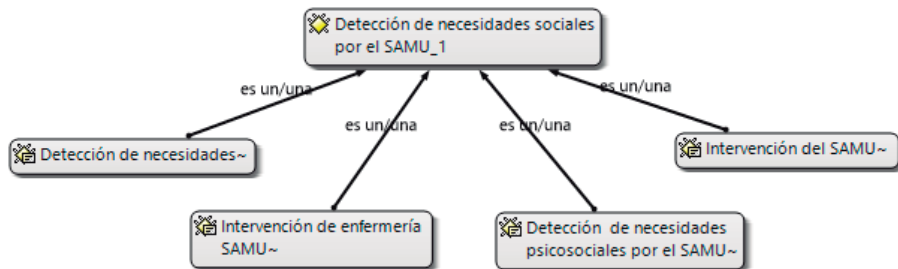 Detección de necesidades sociales
por el SAMU_1
es un/una
es un/una
es un/una
es un/una
Detección de necesidades~
Intervención del SAMU~
Intervención de enfermería
SAMU~
Detección  de necesidades
psicosociales por el SAMU~